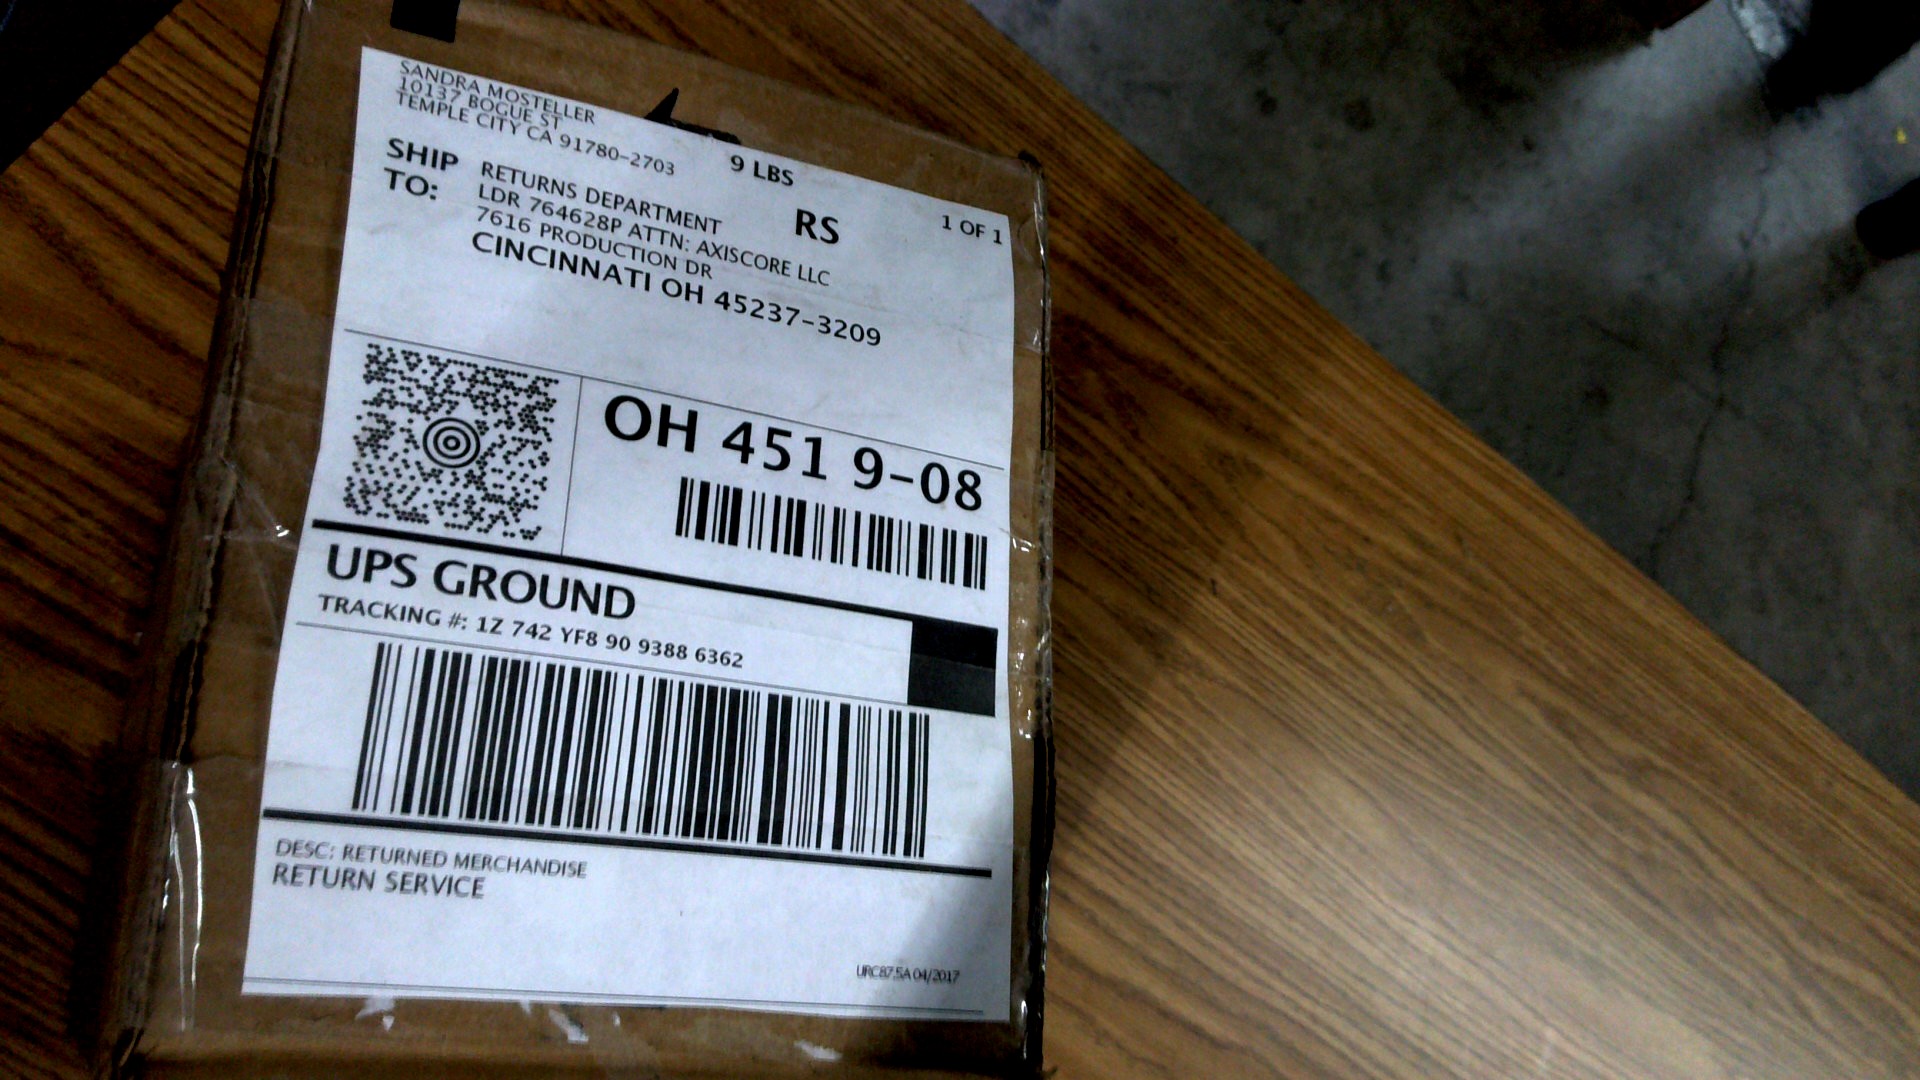 SANDRA MOSTELLER
10137 BOGUE ST
TEMPLE CITY CA 91780-2703
9 LBS
RS
1 OF 1
SHIP TO:
RETURNS DEPARTMENT
LDR 764628P ATTN: AXISCORE LLC
7616 PRODUCTION DR
CINCINNATI OH 45237-3209
OH 451 9-08
UPS GROUND
TRACKING #: 1Z 742 YF8 90 9388 6362
DESC: RETURNED MERCHANDISE
RETURN SERVICE
URC87.5A 04/2017